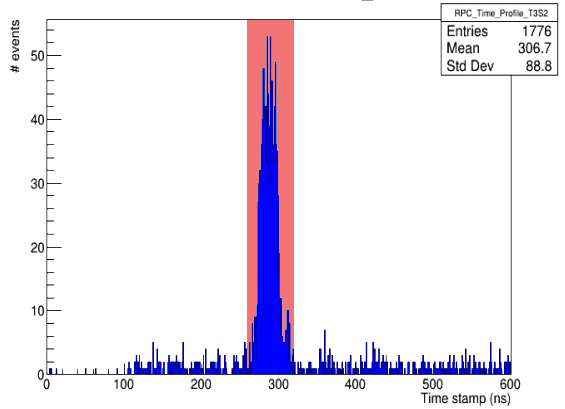 RPC_Time_Profile_T3S2
Entries 1776
Mean 306.7
Std Dev 88.8
# events
50
40
30
20
10
0
0 100 200 300 400 500 600
Time stamp (ns)